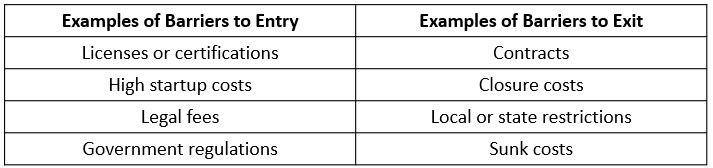 Examples of Barriers to Entry Examples of Barriers to Exit
Licenses or certifications Contracts
High startup costs Closure costs
Legal fees Local or state restrictions
Government regulations Sunk costs